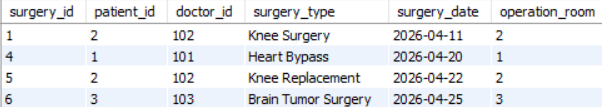 surgery_id patient_id doctor_id surgery_type surgery_date operation_room
1 2 102 Knee Surgery 2026-04-11 2
4 1 101 Heart Bypass 2026-04-20 1
5 2 102 Knee Replacement 2026-04-22 2
6 3 103 Brain Tumor Surgery 2026-04-25 3